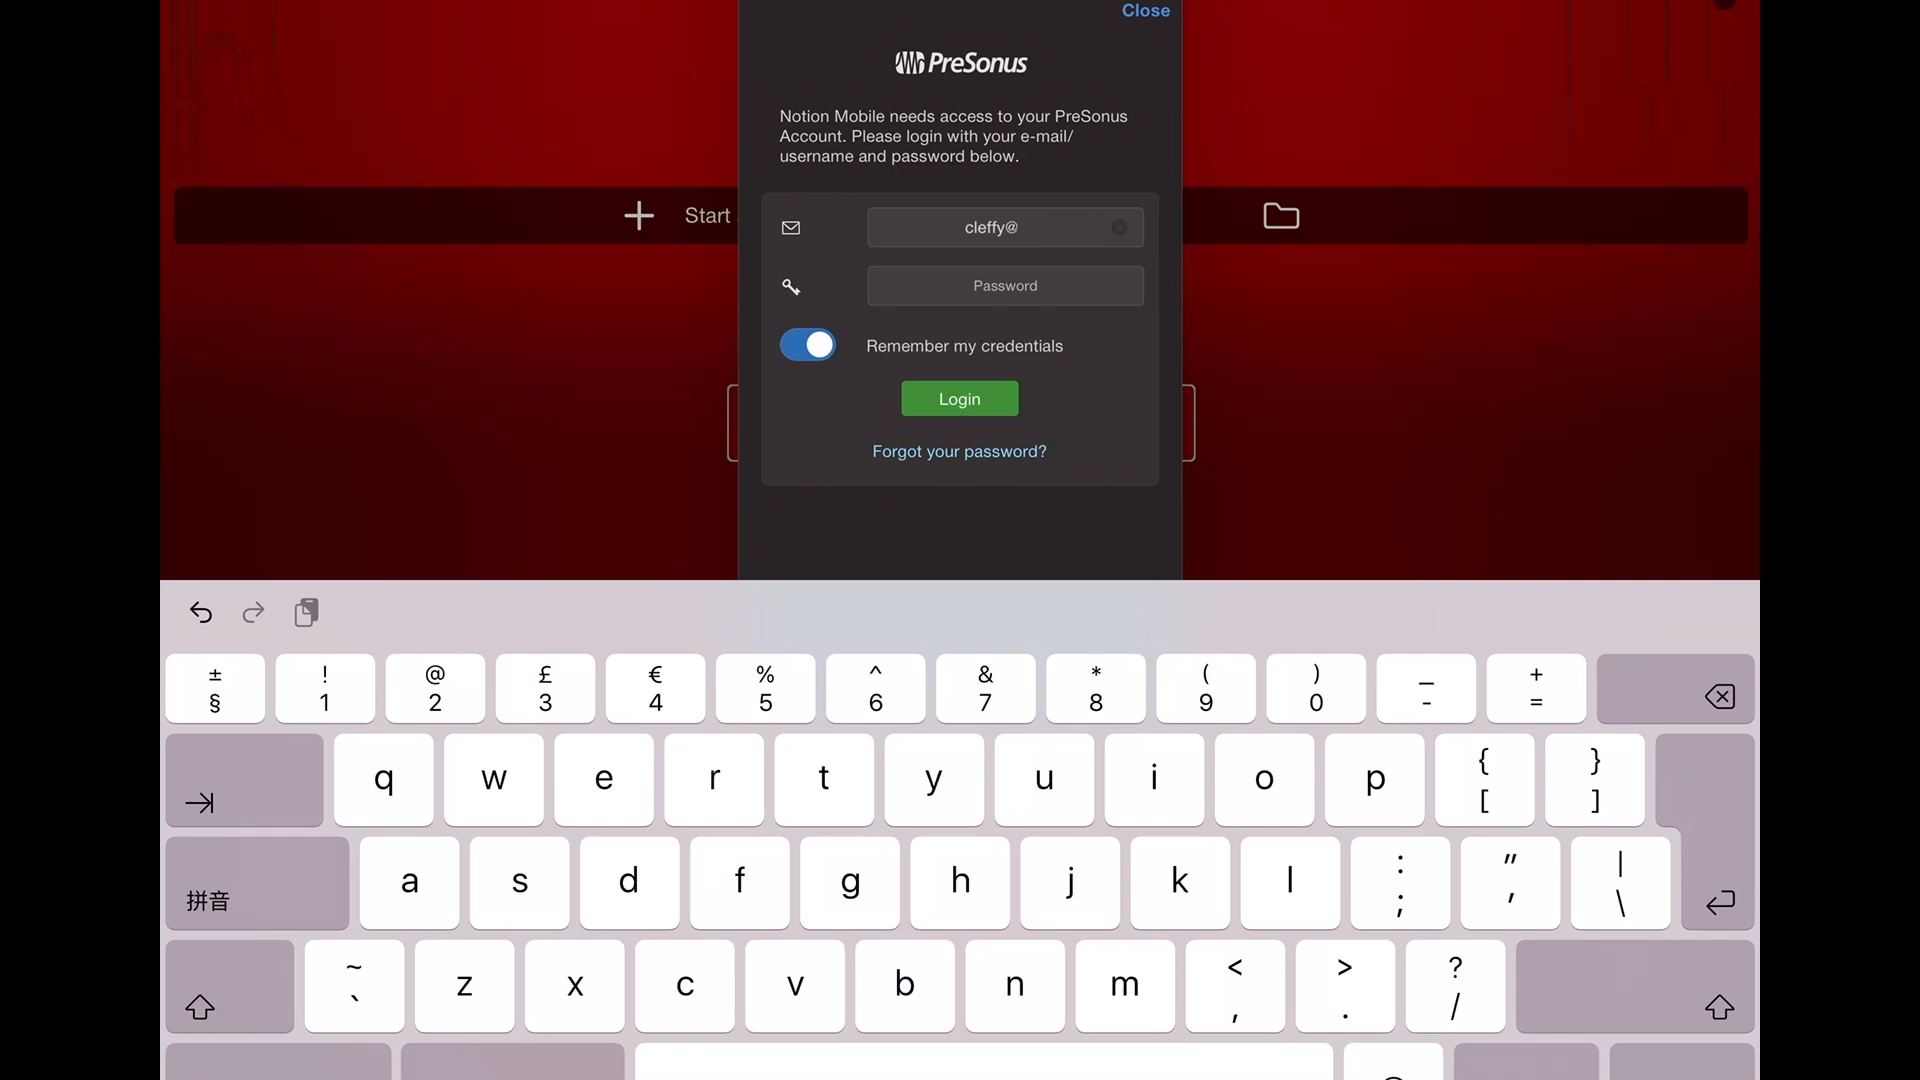 Close
PreSonus
Notion Mobile needs access to your PreSonus
Account. Please login with your e-mail/
username and password below.
Start
cleffy@
Password
Remember my credentials
Login
Forgot your password?
± ! @ £ € % ^ & * ( ) _ +
§ 1 2 3 4 5 6 7 8 9 0 - =
q w e r t y u i o p { }
[ ]
a s d f g h j k l : " |
拼音 ; ' \
~ z x c v b n m < > ?
` , . /